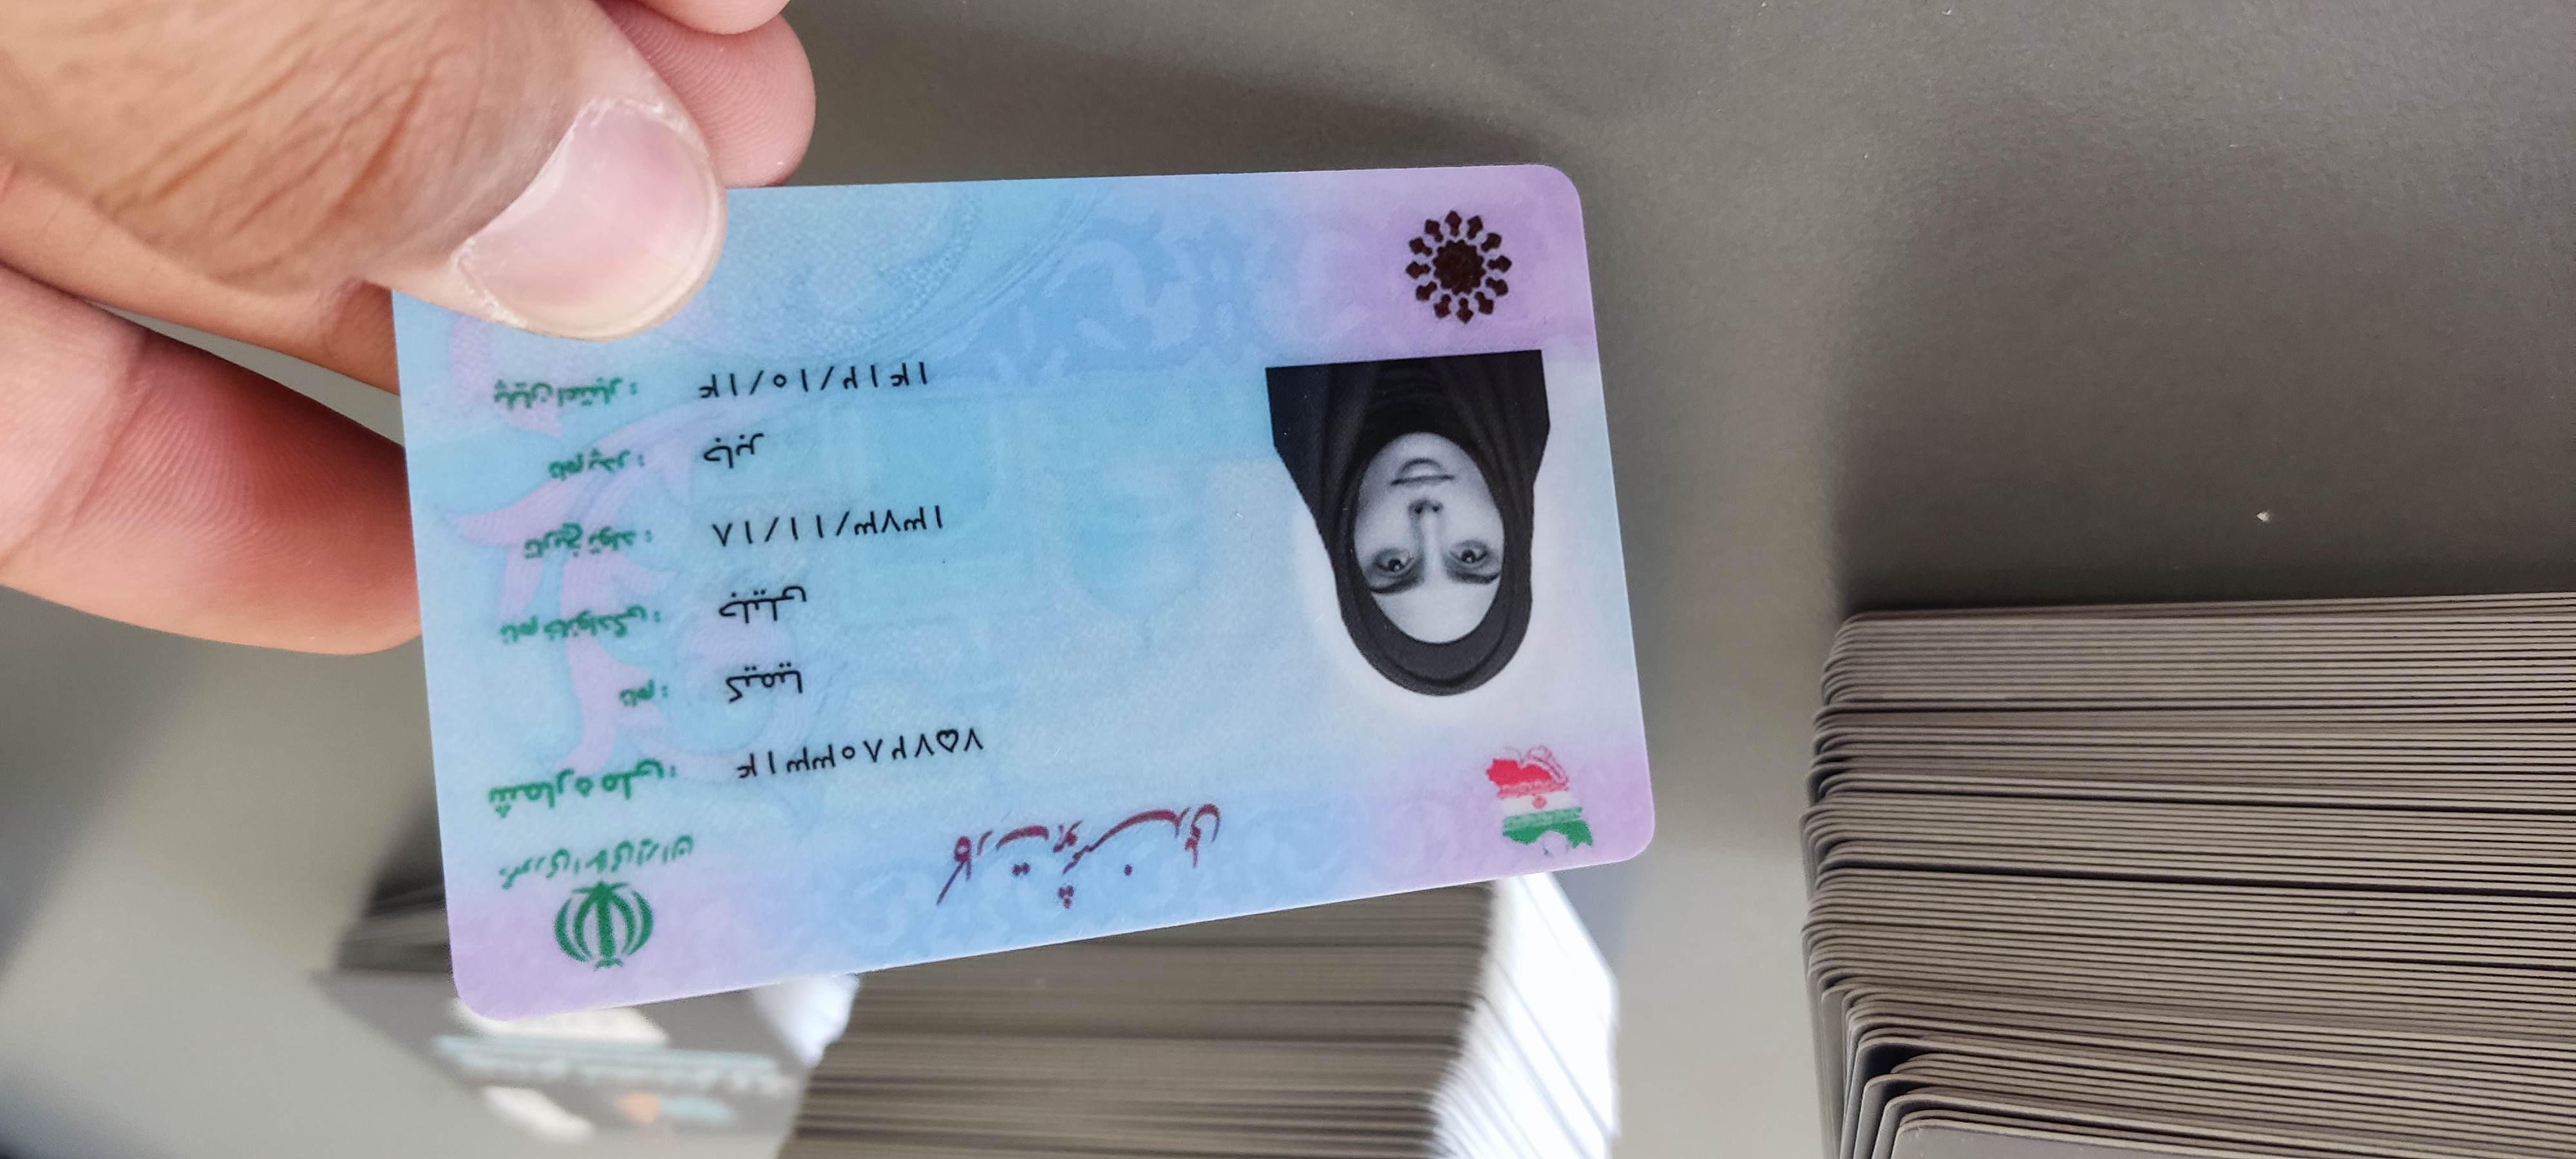 جمهوری اسلامی ایران
کارت هوشمند ملی
شماره ملی: ۷۵۷۲۸۰۳۳۱۴
نام: کیمیا
نام خانوادگی: جلیلی
تاریخ تولد: ۱۳۷۳/۱۱/۱۸
نام پدر: جابر
پایان اعتبار: ۱۴۱۲/۱۰/۱۴